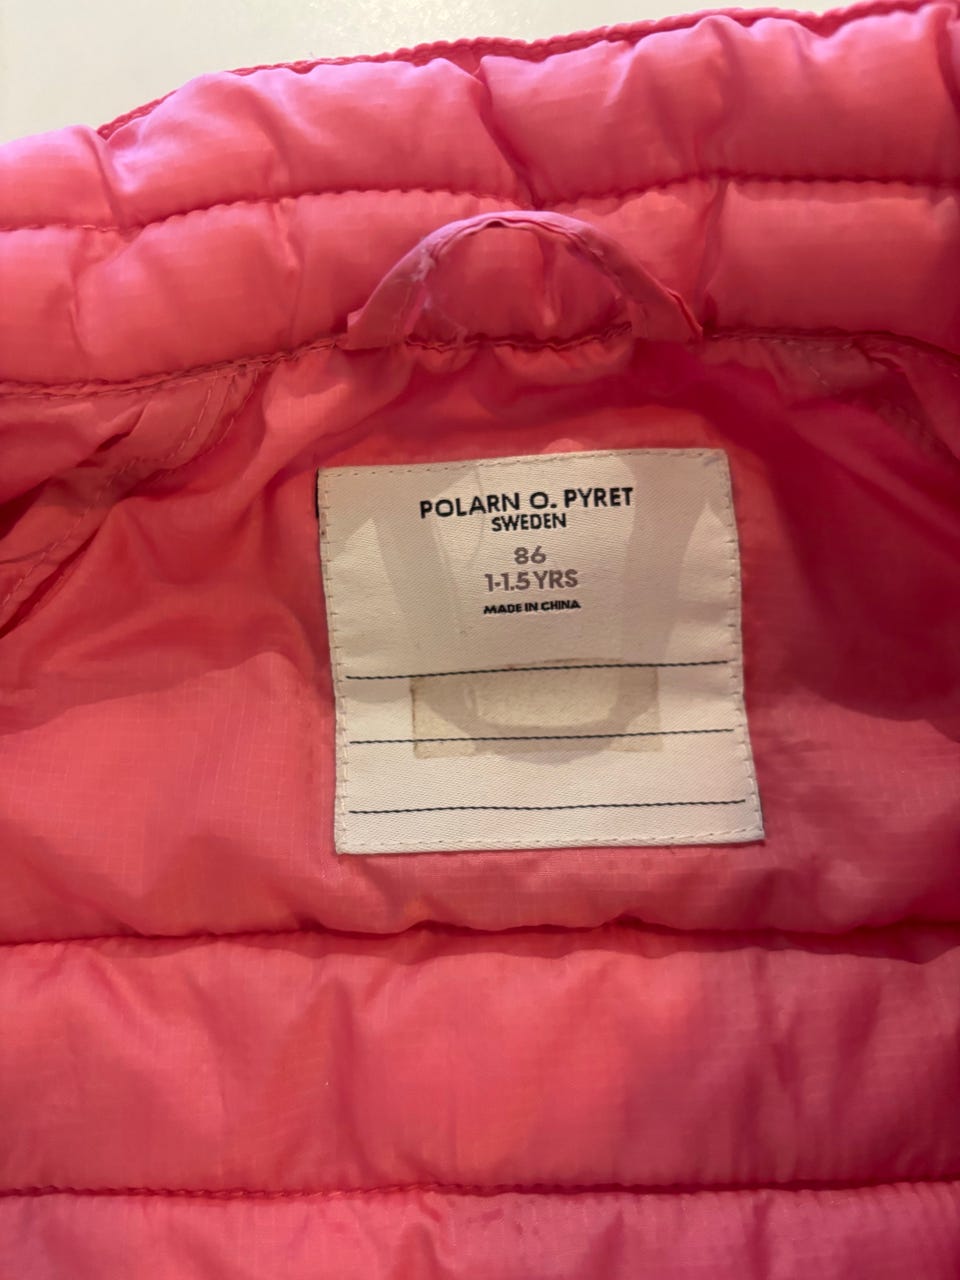 POLARN O. PYRET
SWEDEN
86
1-1.5 YRS
MADE IN CHINA